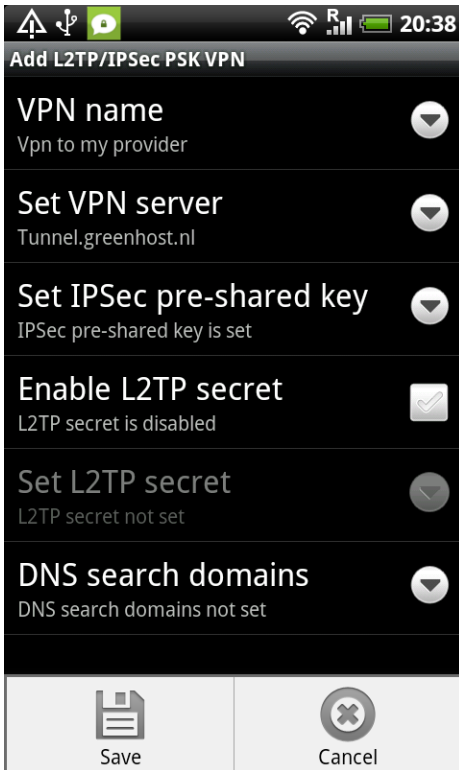 R 20:38
Add L2TP/IPSec PSK VPN
VPN name
Vpn to my provider
Set VPN server
Tunnel.greenhost.nl
Set IPSec pre-shared key
IPSec pre-shared key is set
Enable L2TP secret
L2TP secret is disabled
Set L2TP secret
L2TP secret not set
DNS search domains
DNS search domains not set
Save Cancel